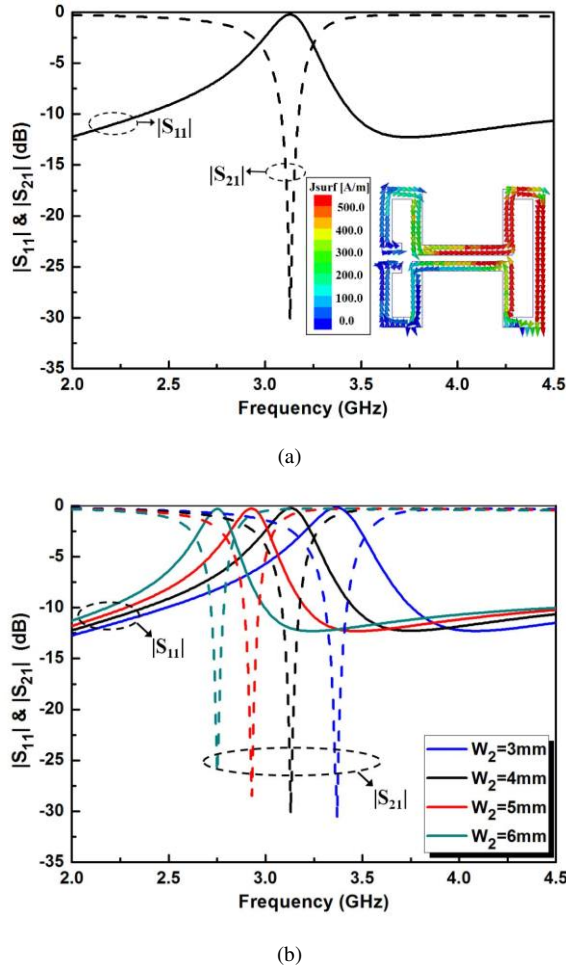 0
-5
-10
-15
-20
-25
-30
-35
|S11| & |S21| (dB)
|S11|
|S21|
Jsurf [A/m]
500.0
400.0
300.0
200.0
100.0
0.0
2.0 2.5 3.0 3.5 4.0 4.5
Frequency (GHz)
(a)
0
-5
-10
-15
-20
-25
-30
-35
|S11| & |S21| (dB)
|S11|
|S21|
W2=3mm
W2=4mm
W2=5mm
W2=6mm
2.0 2.5 3.0 3.5 4.0 4.5
Frequency (GHz)
(b)